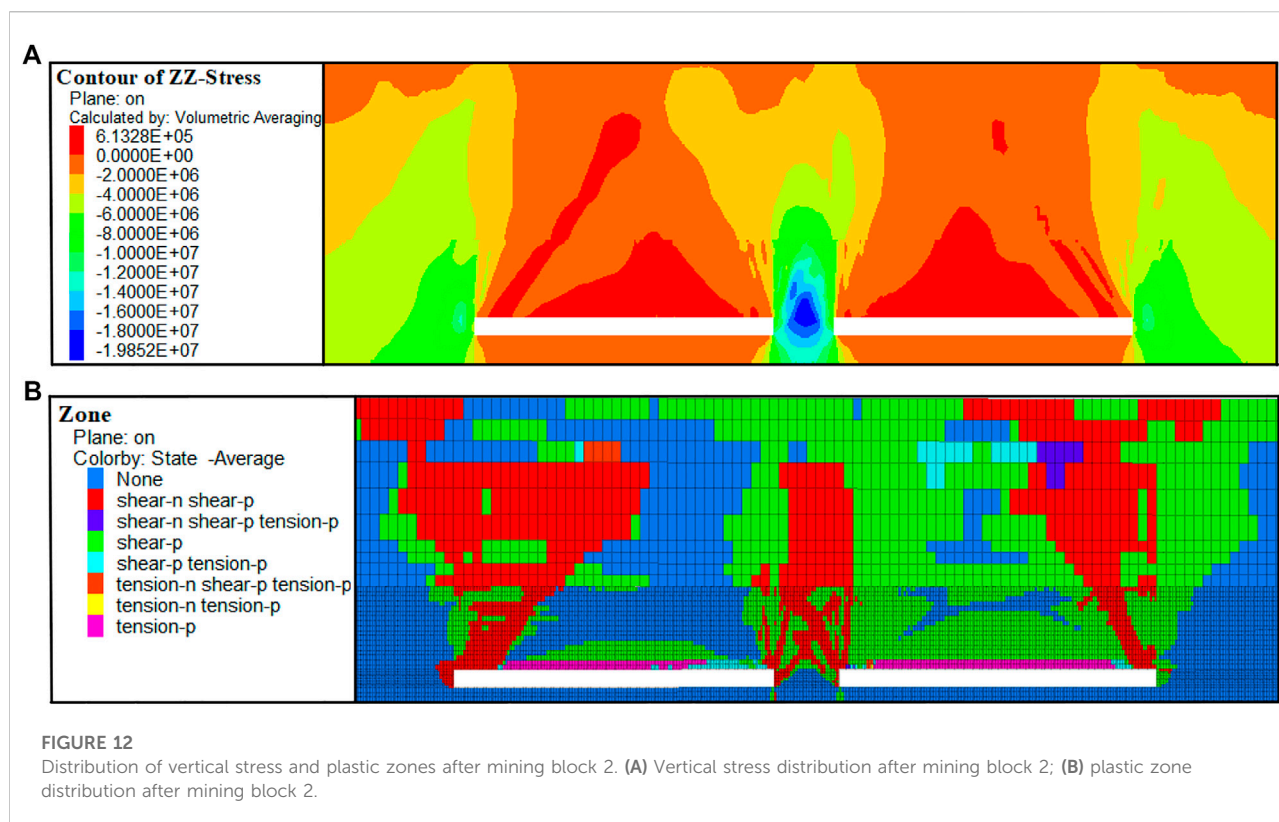 A
Contour of ZZ-Stress
Plane: on
Calculated by: Volumetric Averaging
6.1328E+05
0.0000E+00
-2.0000E+06
-4.0000E+06
-6.0000E+06
-8.0000E+06
-1.0000E+07
-1.2000E+07
-1.4000E+07
-1.6000E+07
-1.8000E+07
-1.9852E+07
B
Zone
Plane: on
Colorby: State -Average
None
shear-n shear-p
shear-n shear-p tension-p
shear-p
shear-p tension-p
tension-n shear-p tension-p
tension-n tension-p
tension-p
FIGURE 12
Distribution of vertical stress and plastic zones after mining block 2. (A) Vertical stress distribution after mining block 2; (B) plastic zone
distribution after mining block 2.